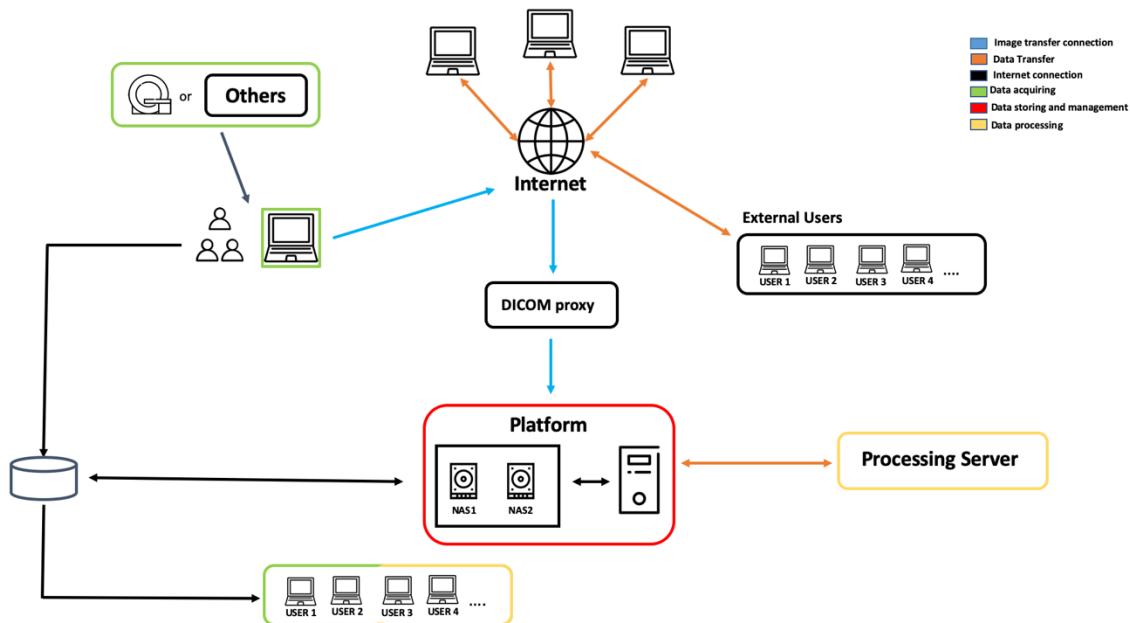 Image transfer connection
Data Transfer
Internet connection
Data acquiring
Data storing and management
Data processing
or
Others
Internet
External Users
USER 1 USER 2 USER 3 USER 4 ....
DICOM proxy
Platform
NAS1 NAS2
Processing Server
USER 1 USER 2 USER 3 USER 4 ....